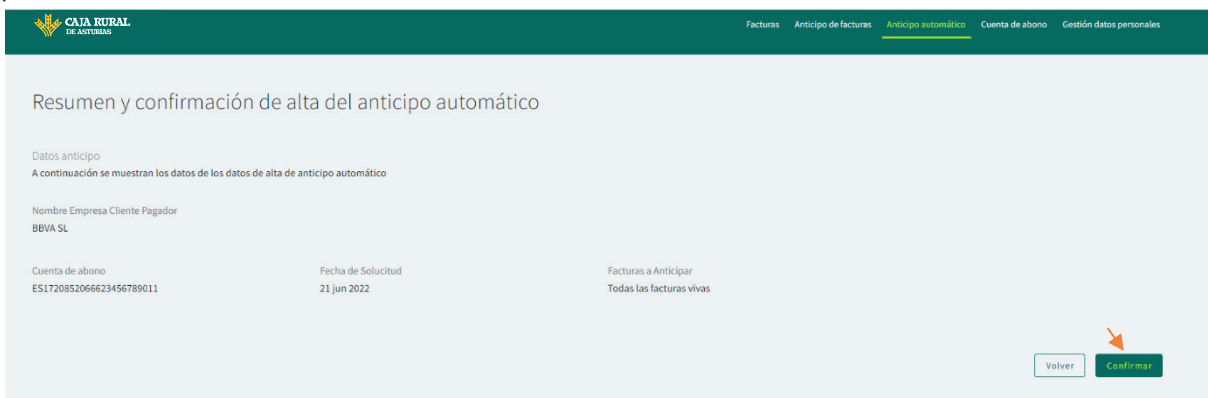 CAJA RURAL
DE ASTURIAS
Facturas Anticipo de facturas Anticipo automático Cuenta de abono Gestión datos personales
Resumen y confirmación de alta del anticipo automático
Datos anticipo
A continuación se muestran los datos de los datos de alta de anticipo automático
Nombre Empresa Cliente Pagador
BBVA SL
Cuenta de abono Fecha de Solucitud Facturas a Anticipar
ES1720852066623456789011 21 jun 2022 Todas las facturas vivas
Volver Confirmar